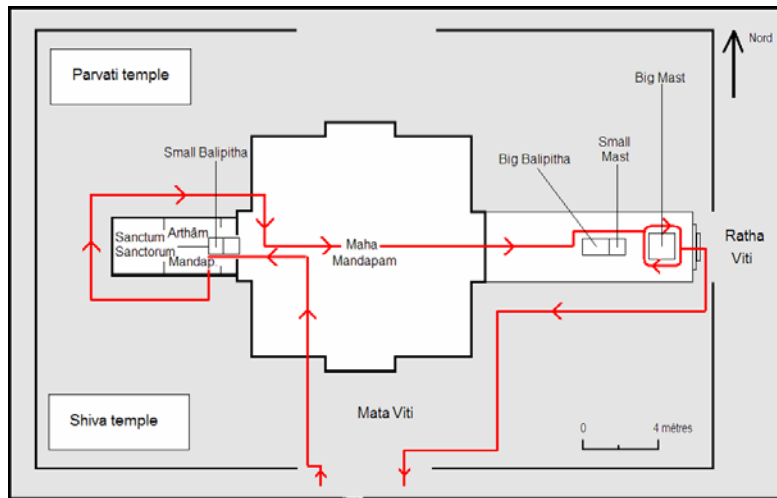 Nord
Parvati temple
Big Mast
Small Balipitha
Small
Mast
Big Balipitha
Sanctum
Sanctorum
Arthâm
Mandap
Maha
Mandapam
Ratha
Viti
Mata Viti
Shiva temple
0 4 mètres